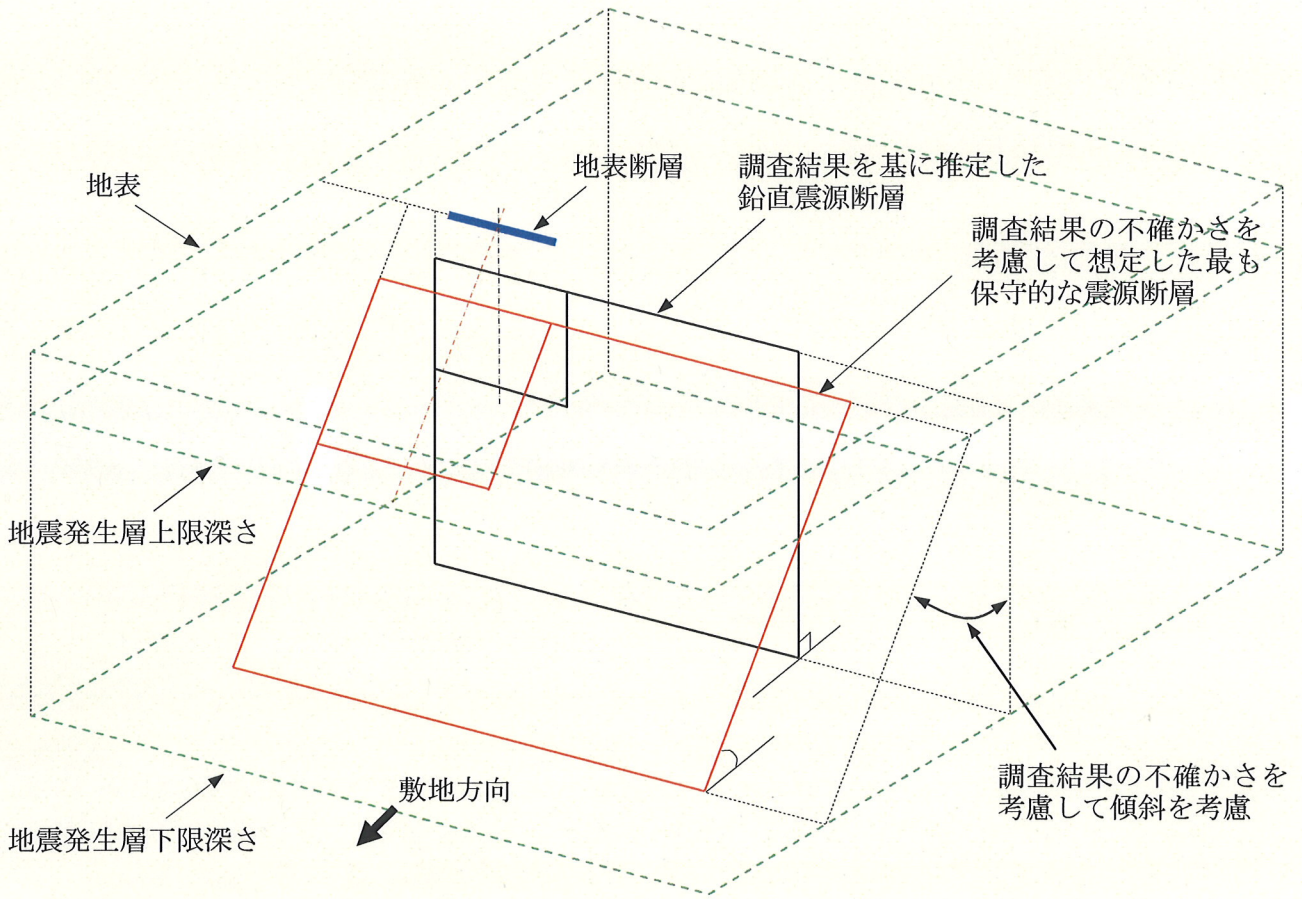 地表
地表断層
調査結果を基に推定した
鉛直震源断層
調査結果の不確かさを
考慮して想定した最も
保守的な震源断層
地震発生層上限深さ
敷地方向
地震発生層下限深さ
調査結果の不確かさを
考慮して傾斜を考慮